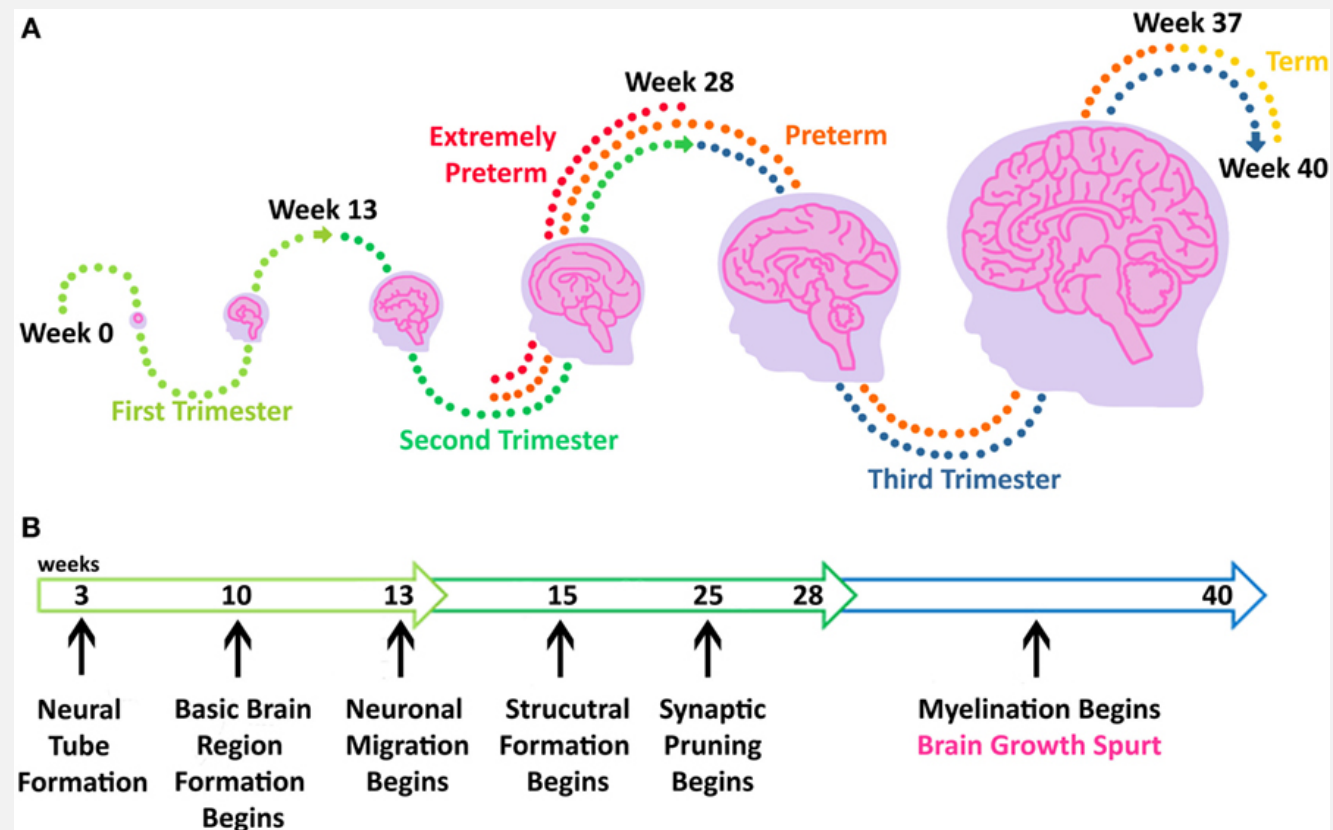 A
Week 37
Term
Week 28
Extremely
Preterm
Preterm
Week 40
Week 13
Week 0
First Trimester
Second Trimester
Third Trimester
B
weeks
3 10 13 15 25 28 40
Neural
Tube
Formation
Basic Brain
Region
Formation
Begins
Neuronal
Migration
Begins
Strucutral
Formation
Begins
Synaptic
Pruning
Begins
Myelination Begins
Brain Growth Spurt